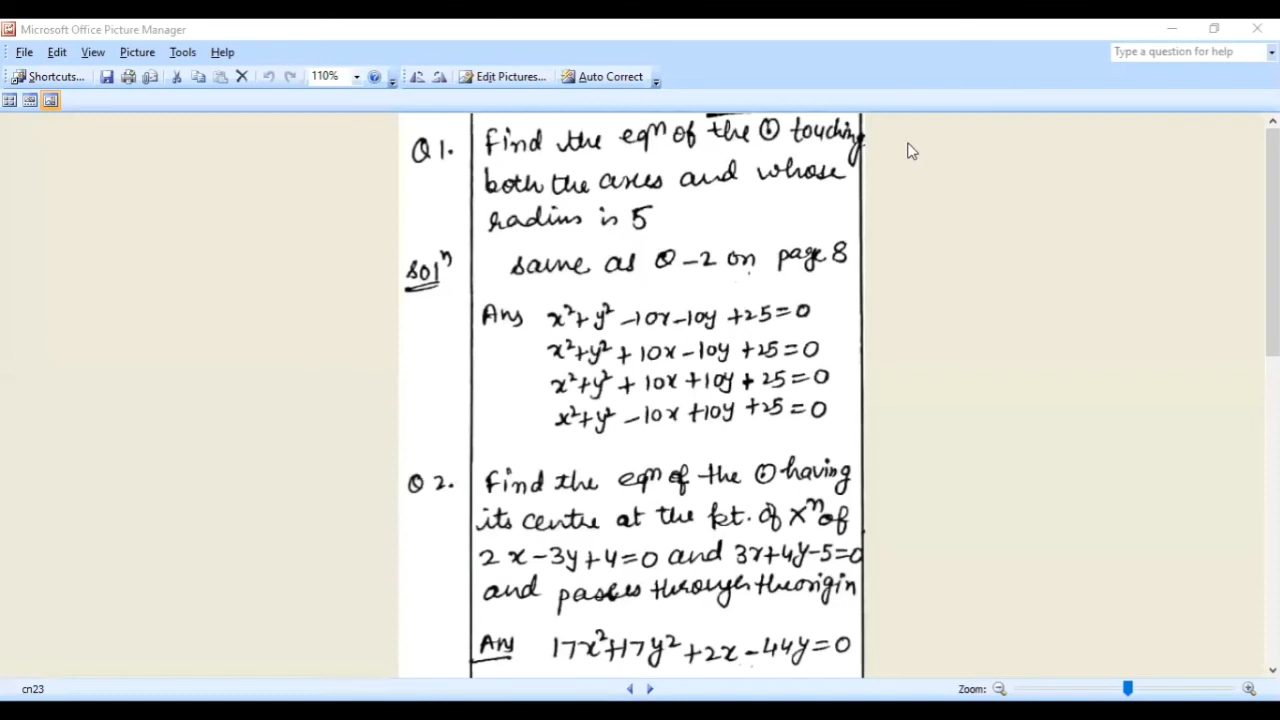 Microsoft Office Picture Manager
File Edit View Picture Tools Help
Type a question for help
Shortcuts... 110% Edit Pictures... Auto Correct
Q 1. Find the eqⁿ of the ⊙ touching
both the axes and whose
radius is 5
Solⁿ same as Q-2 on page 8
Ans x²+y²-10x-10y+25=0
x²+y²+10x-10y+25=0
x²+y²+10x+10y+25=0
x²+y²-10x+10y+25=0
Q 2. Find the eqⁿ of the ⊙ having
its centre at the pt. of Xⁿ of
2x-3y+4=0 and 3x+4y-5=0
and passes through the origin
Ans 17x²+17y²+2x-44y=0
cn23
Zoom: